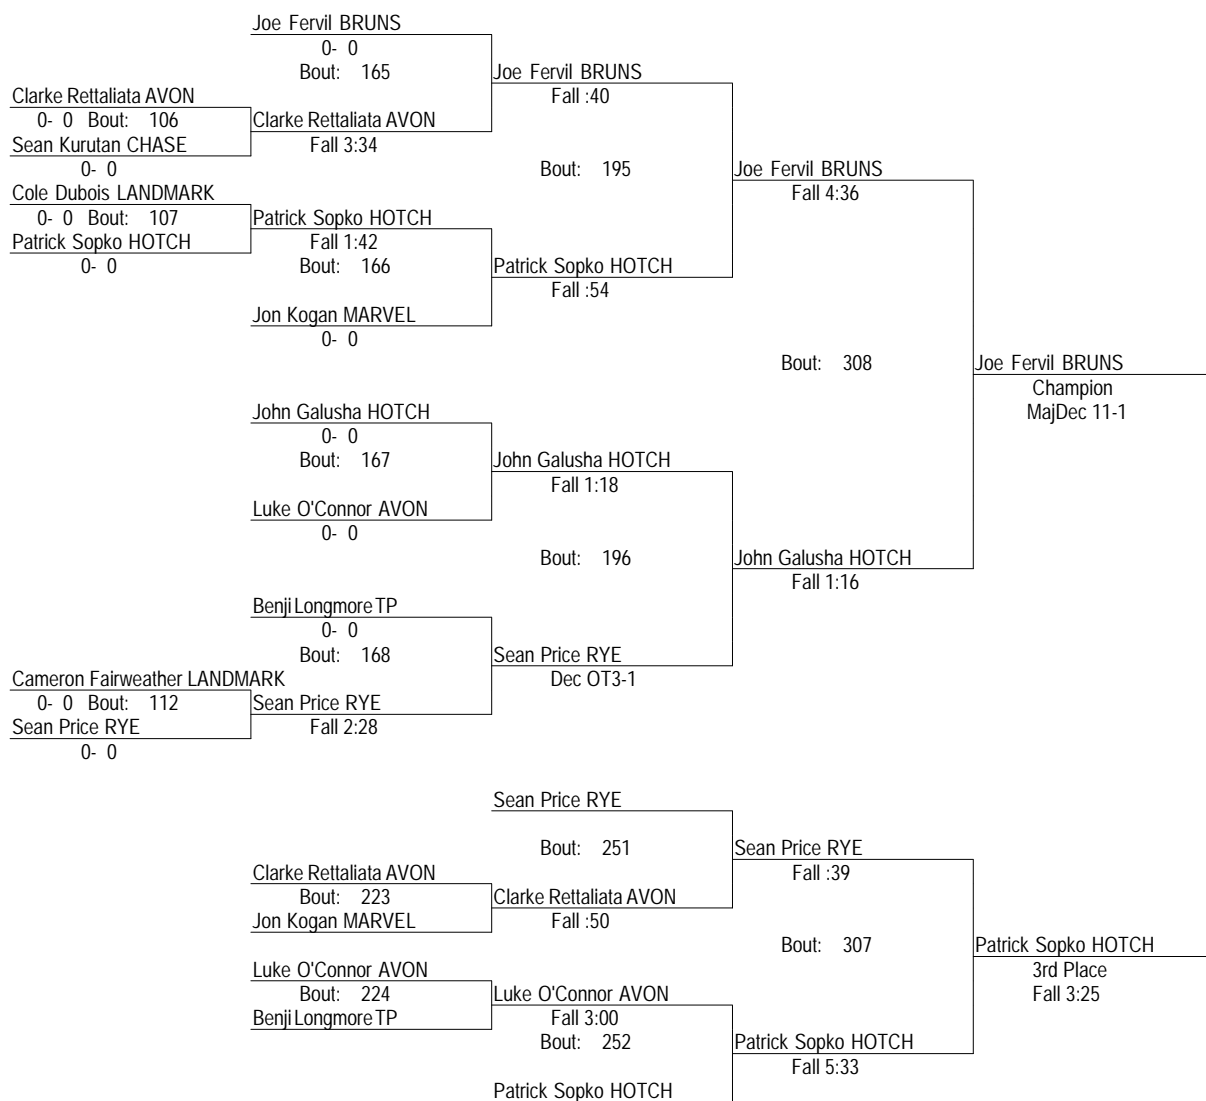 Joe Fervil BRUNS
0- 0
Bout: 165
Joe Fervil BRUNS
Fall :40
Clarke Rettaliata AVON
0- 0 Bout: 106
Clarke Rettaliata AVON
Fall 3:34
Sean Kurutan CHASE
0- 0
Bout: 195
Joe Fervil BRUNS
Fall 4:36
Cole Dubois LANDMARK
0- 0 Bout: 107
Patrick Sopko HOTCH
Fall 1:42
Patrick Sopko HOTCH
0- 0
Bout: 166
Patrick Sopko HOTCH
Fall :54
Jon Kogan MARVEL
0- 0
Bout: 308
Joe Fervil BRUNS
Champion
MajDec 11-1
John Galusha HOTCH
0- 0
Bout: 167
John Galusha HOTCH
Fall 1:18
Luke O'Connor AVON
0- 0
Bout: 196
John Galusha HOTCH
Fall 1:16
Benji Longmore TP
0- 0
Bout: 168
Sean Price RYE
Dec OT3-1
Cameron Fairweather LANDMARK
0- 0 Bout: 112
Sean Price RYE
Fall 2:28
Sean Price RYE
0- 0
Sean Price RYE
Bout: 251
Sean Price RYE
Fall :39
Clarke Rettaliata AVON
Bout: 223
Clarke Rettaliata AVON
Fall :50
Jon Kogan MARVEL
Bout: 307
Patrick Sopko HOTCH
3rd Place
Fall 3:25
Luke O'Connor AVON
Bout: 224
Luke O'Connor AVON
Fall 3:00
Benji Longmore TP
Bout: 252
Patrick Sopko HOTCH
Fall 5:33
Patrick Sopko HOTCH